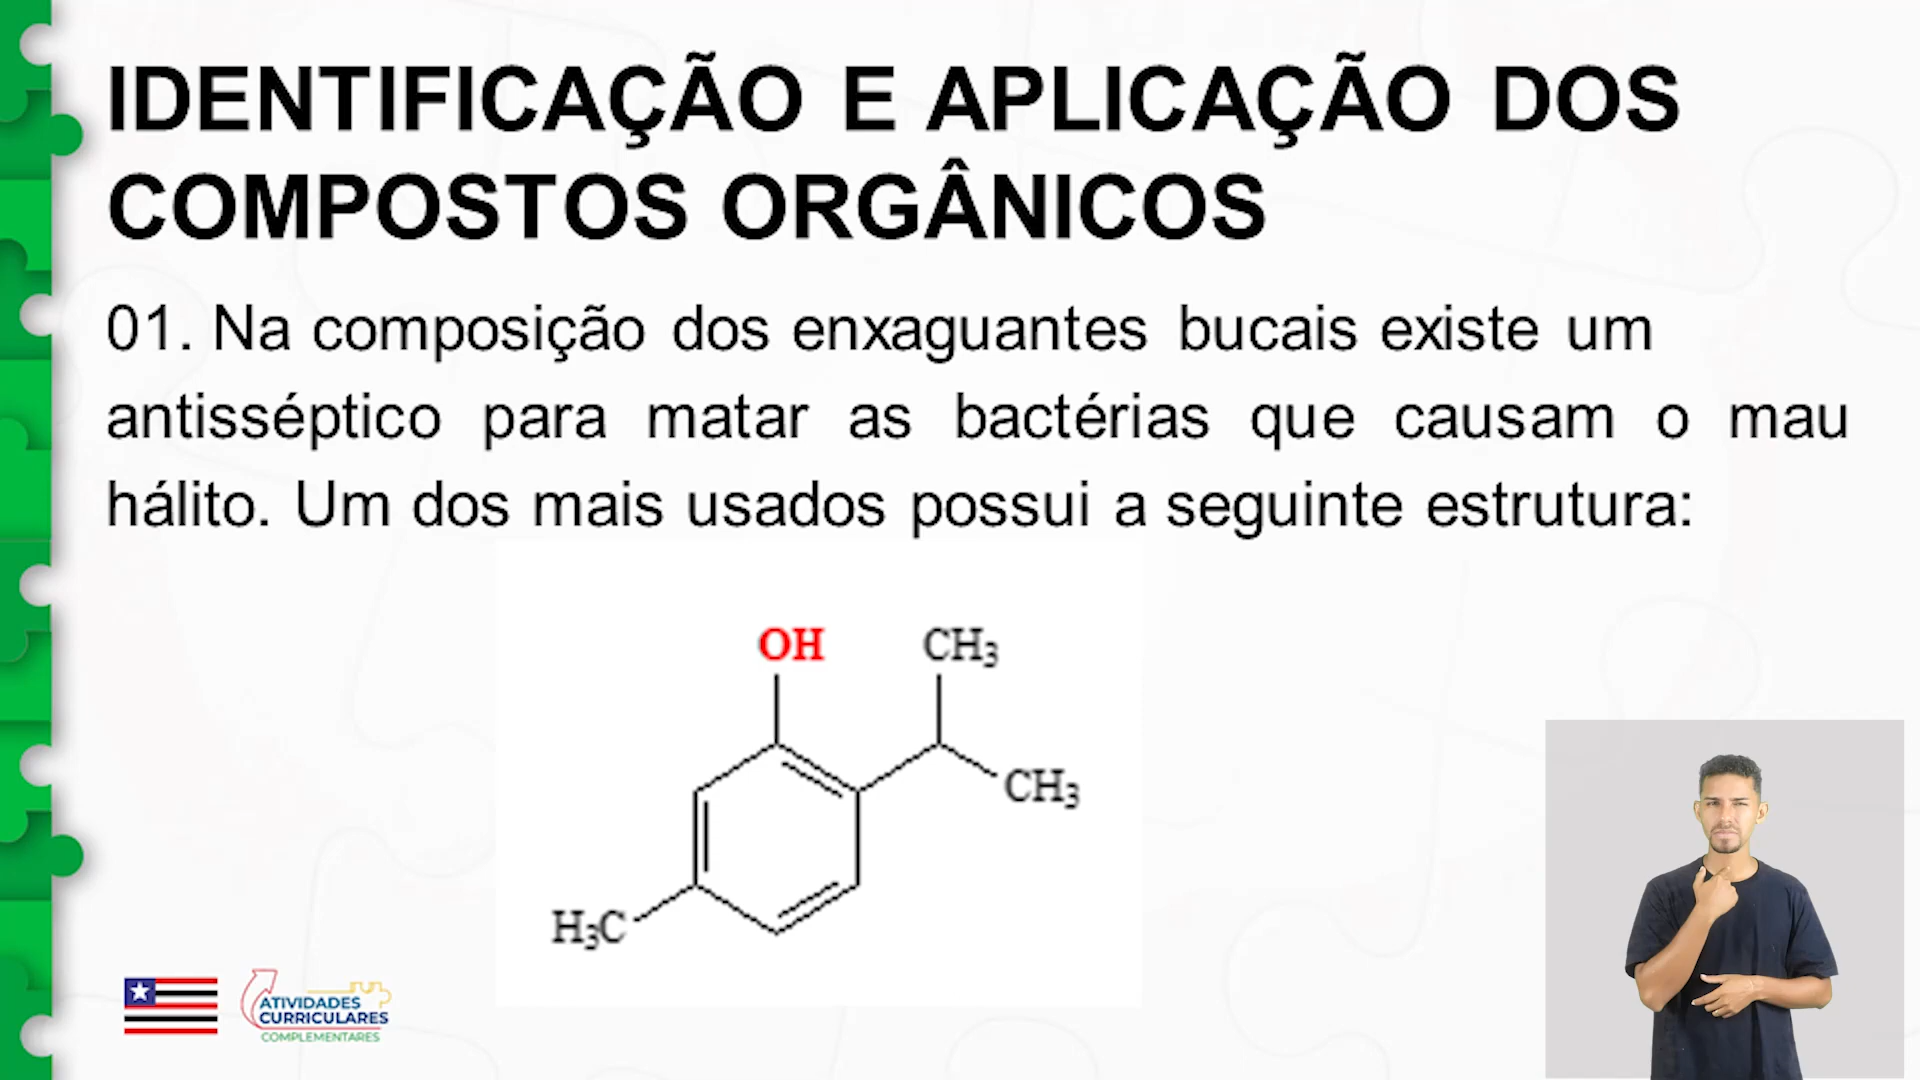 IDENTIFICAÇÃO E APLICAÇÃO DOS
COMPOSTOS ORGÂNICOS
01. Na composição dos enxaguantes bucais existe um
antisséptico para matar as bactérias que causam o mau
hálito. Um dos mais usados possui a seguinte estrutura:
OH
CH₃
CH₃
H₃C
ATIVIDADES
CURRICULARES
COMPLEMENTARES